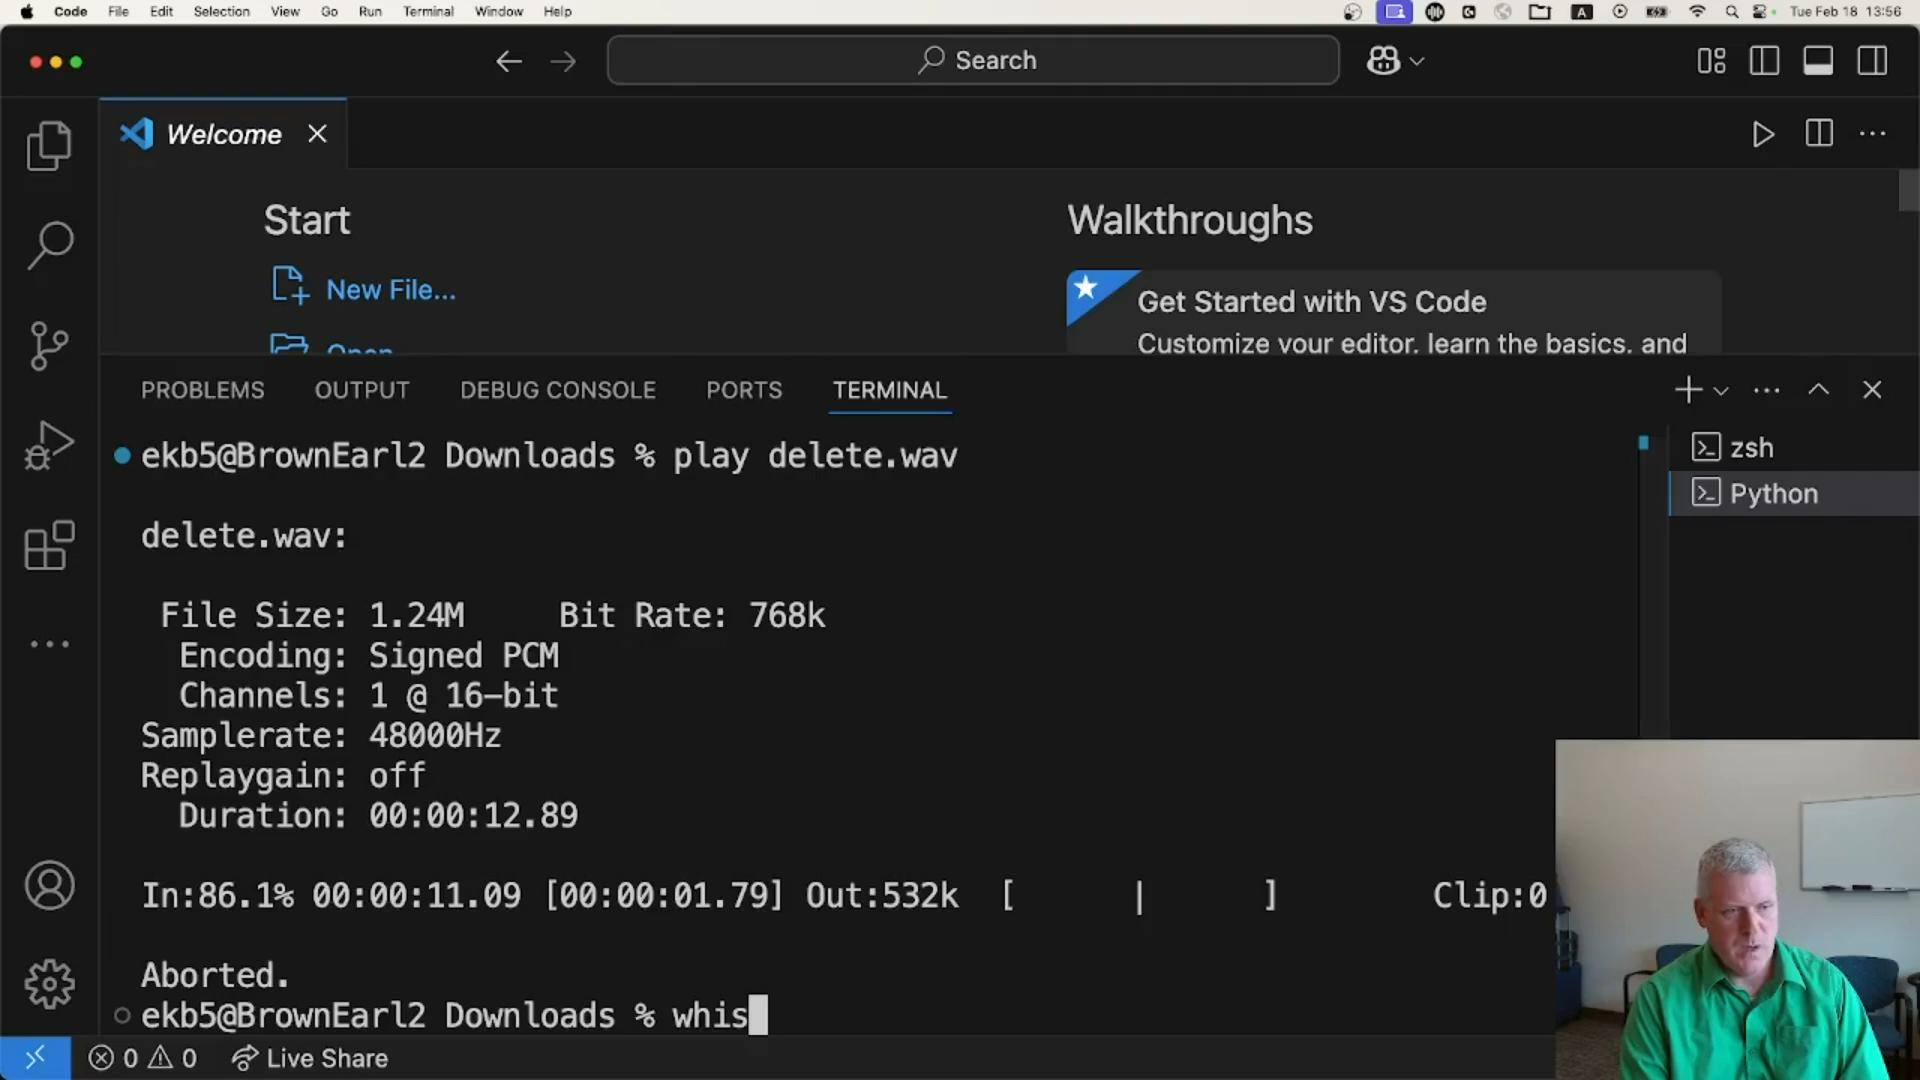 Code File Edit Selection View Go Run Terminal Window Help
A
Tue Feb 18 13:56
Search
Welcome
Start
Walkthroughs
New File...
Get Started with VS Code
Open...
Customize your editor, learn the basics, and
PROBLEMS OUTPUT DEBUG CONSOLE PORTS TERMINAL
zsh
Python
ekb5@BrownEarl2 Downloads % play delete.wav
delete.wav:
File Size: 1.24M Bit Rate: 768k
Encoding: Signed PCM
Channels: 1 @ 16-bit
Samplerate: 48000Hz
Replaygain: off
Duration: 00:00:12.89
In:86.1% 00:00:11.09 [00:00:01.79] Out:532k [ | ] Clip:0
Aborted.
ekb5@BrownEarl2 Downloads % whis
0 0 Live Share